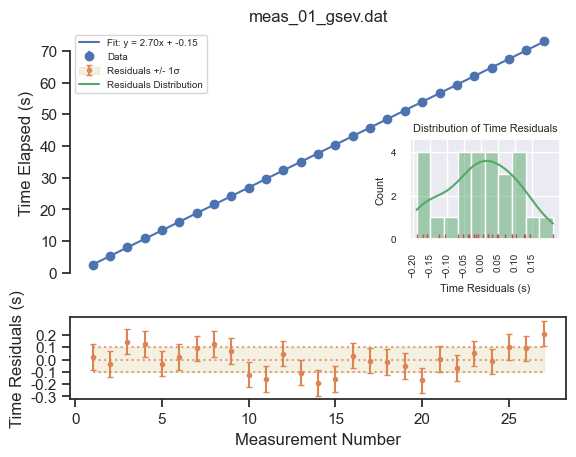 meas_01_gsev.dat
Fit: y = 2.70x + -0.15
Data
Residuals +/- 1σ
Residuals Distribution
Time Elapsed (s)
70
60
50
40
30
20
10
0
Distribution of Time Residuals
Count
4
2
0
-0.20
-0.15
-0.10
-0.05
0.00
0.05
0.10
0.15
Time Residuals (s)
Time Residuals (s)
0.2
0.1
0.0
-0.1
-0.2
-0.3
0
5
10
15
20
25
Measurement Number